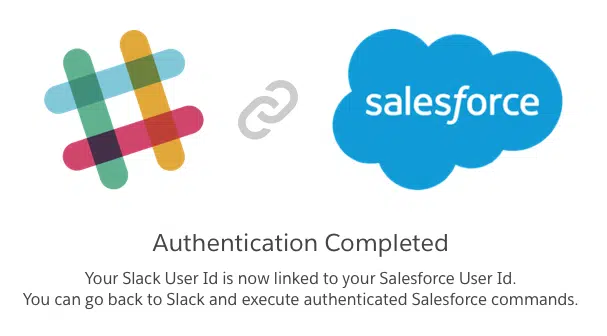 salesforce
Authentication Completed
Your Slack User Id is now linked to your Salesforce User Id.
You can go back to Slack and execute authenticated Salesforce commands.